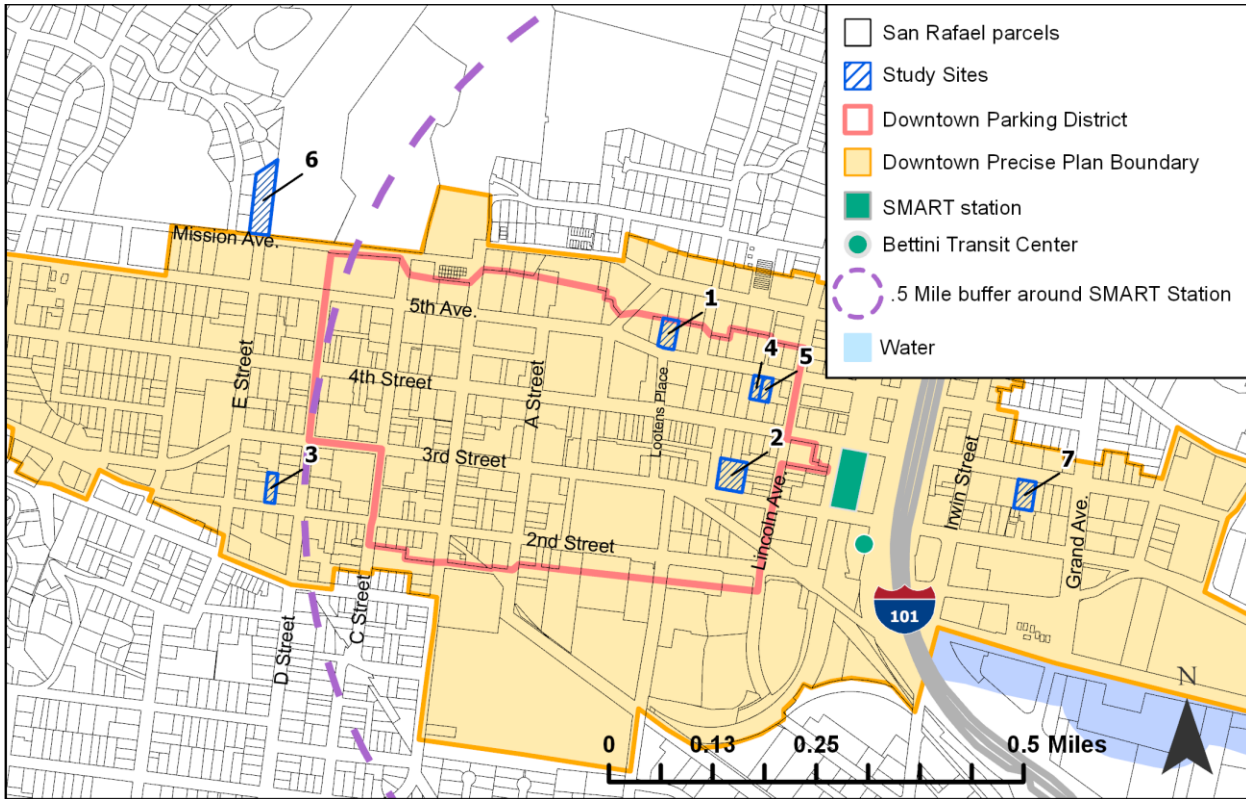 San Rafael parcels
Study Sites
Downtown Parking District
Downtown Precise Plan Boundary
SMART station
Bettini Transit Center
.5 Mile buffer around SMART Station
Water
6
Mission Ave.
5th Ave.
1
4
5
E Street
4th Street
A Street
Lootens Place
2
3
3rd Street
7
Lincoln Ave.
Irwin Street
Grand Ave.
2nd Street
C Street
D Street
101
N
0 0.13 0.25 0.5 Miles